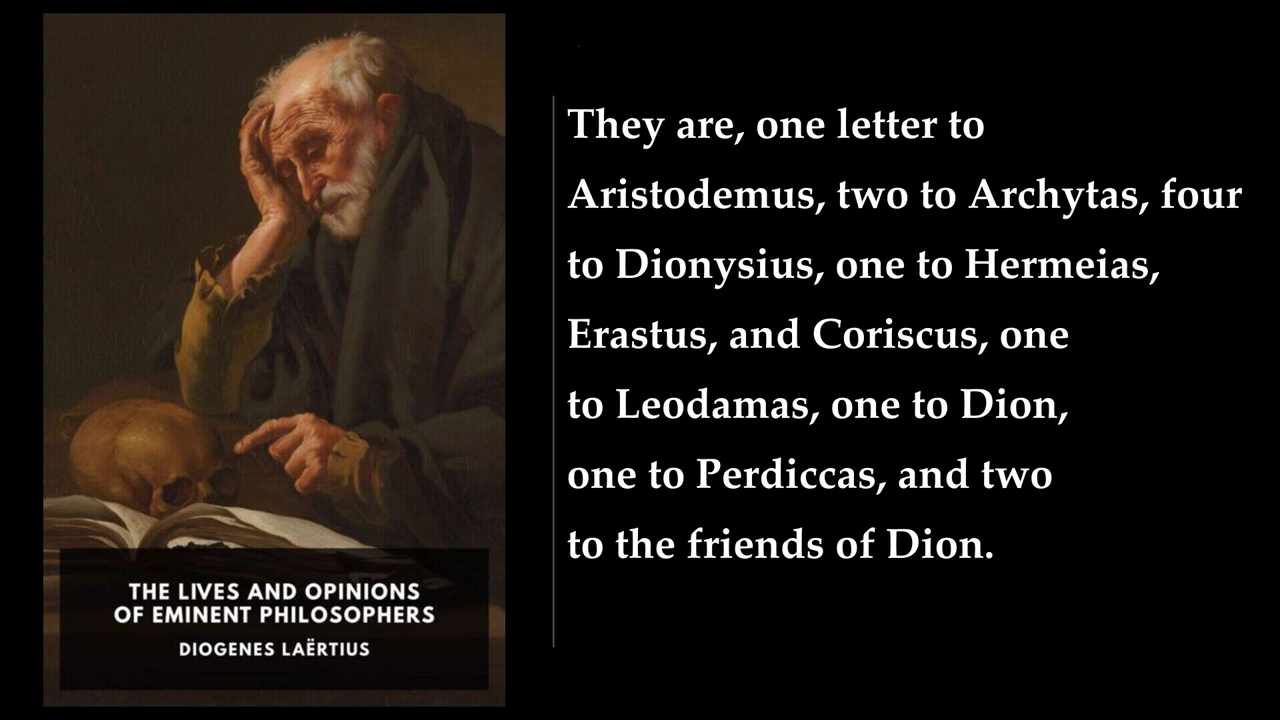 They are, one letter to
Aristodemus, two to Archytas, four
to Dionysius, one to Hermeias,
Erastus, and Coriscus, one
to Leodamas, one to Dion,
one to Perdiccas, and two
to the friends of Dion.
THE LIVES AND OPINIONS
OF EMINENT PHILOSOPHERS
DIOGENES LAËRTIUS